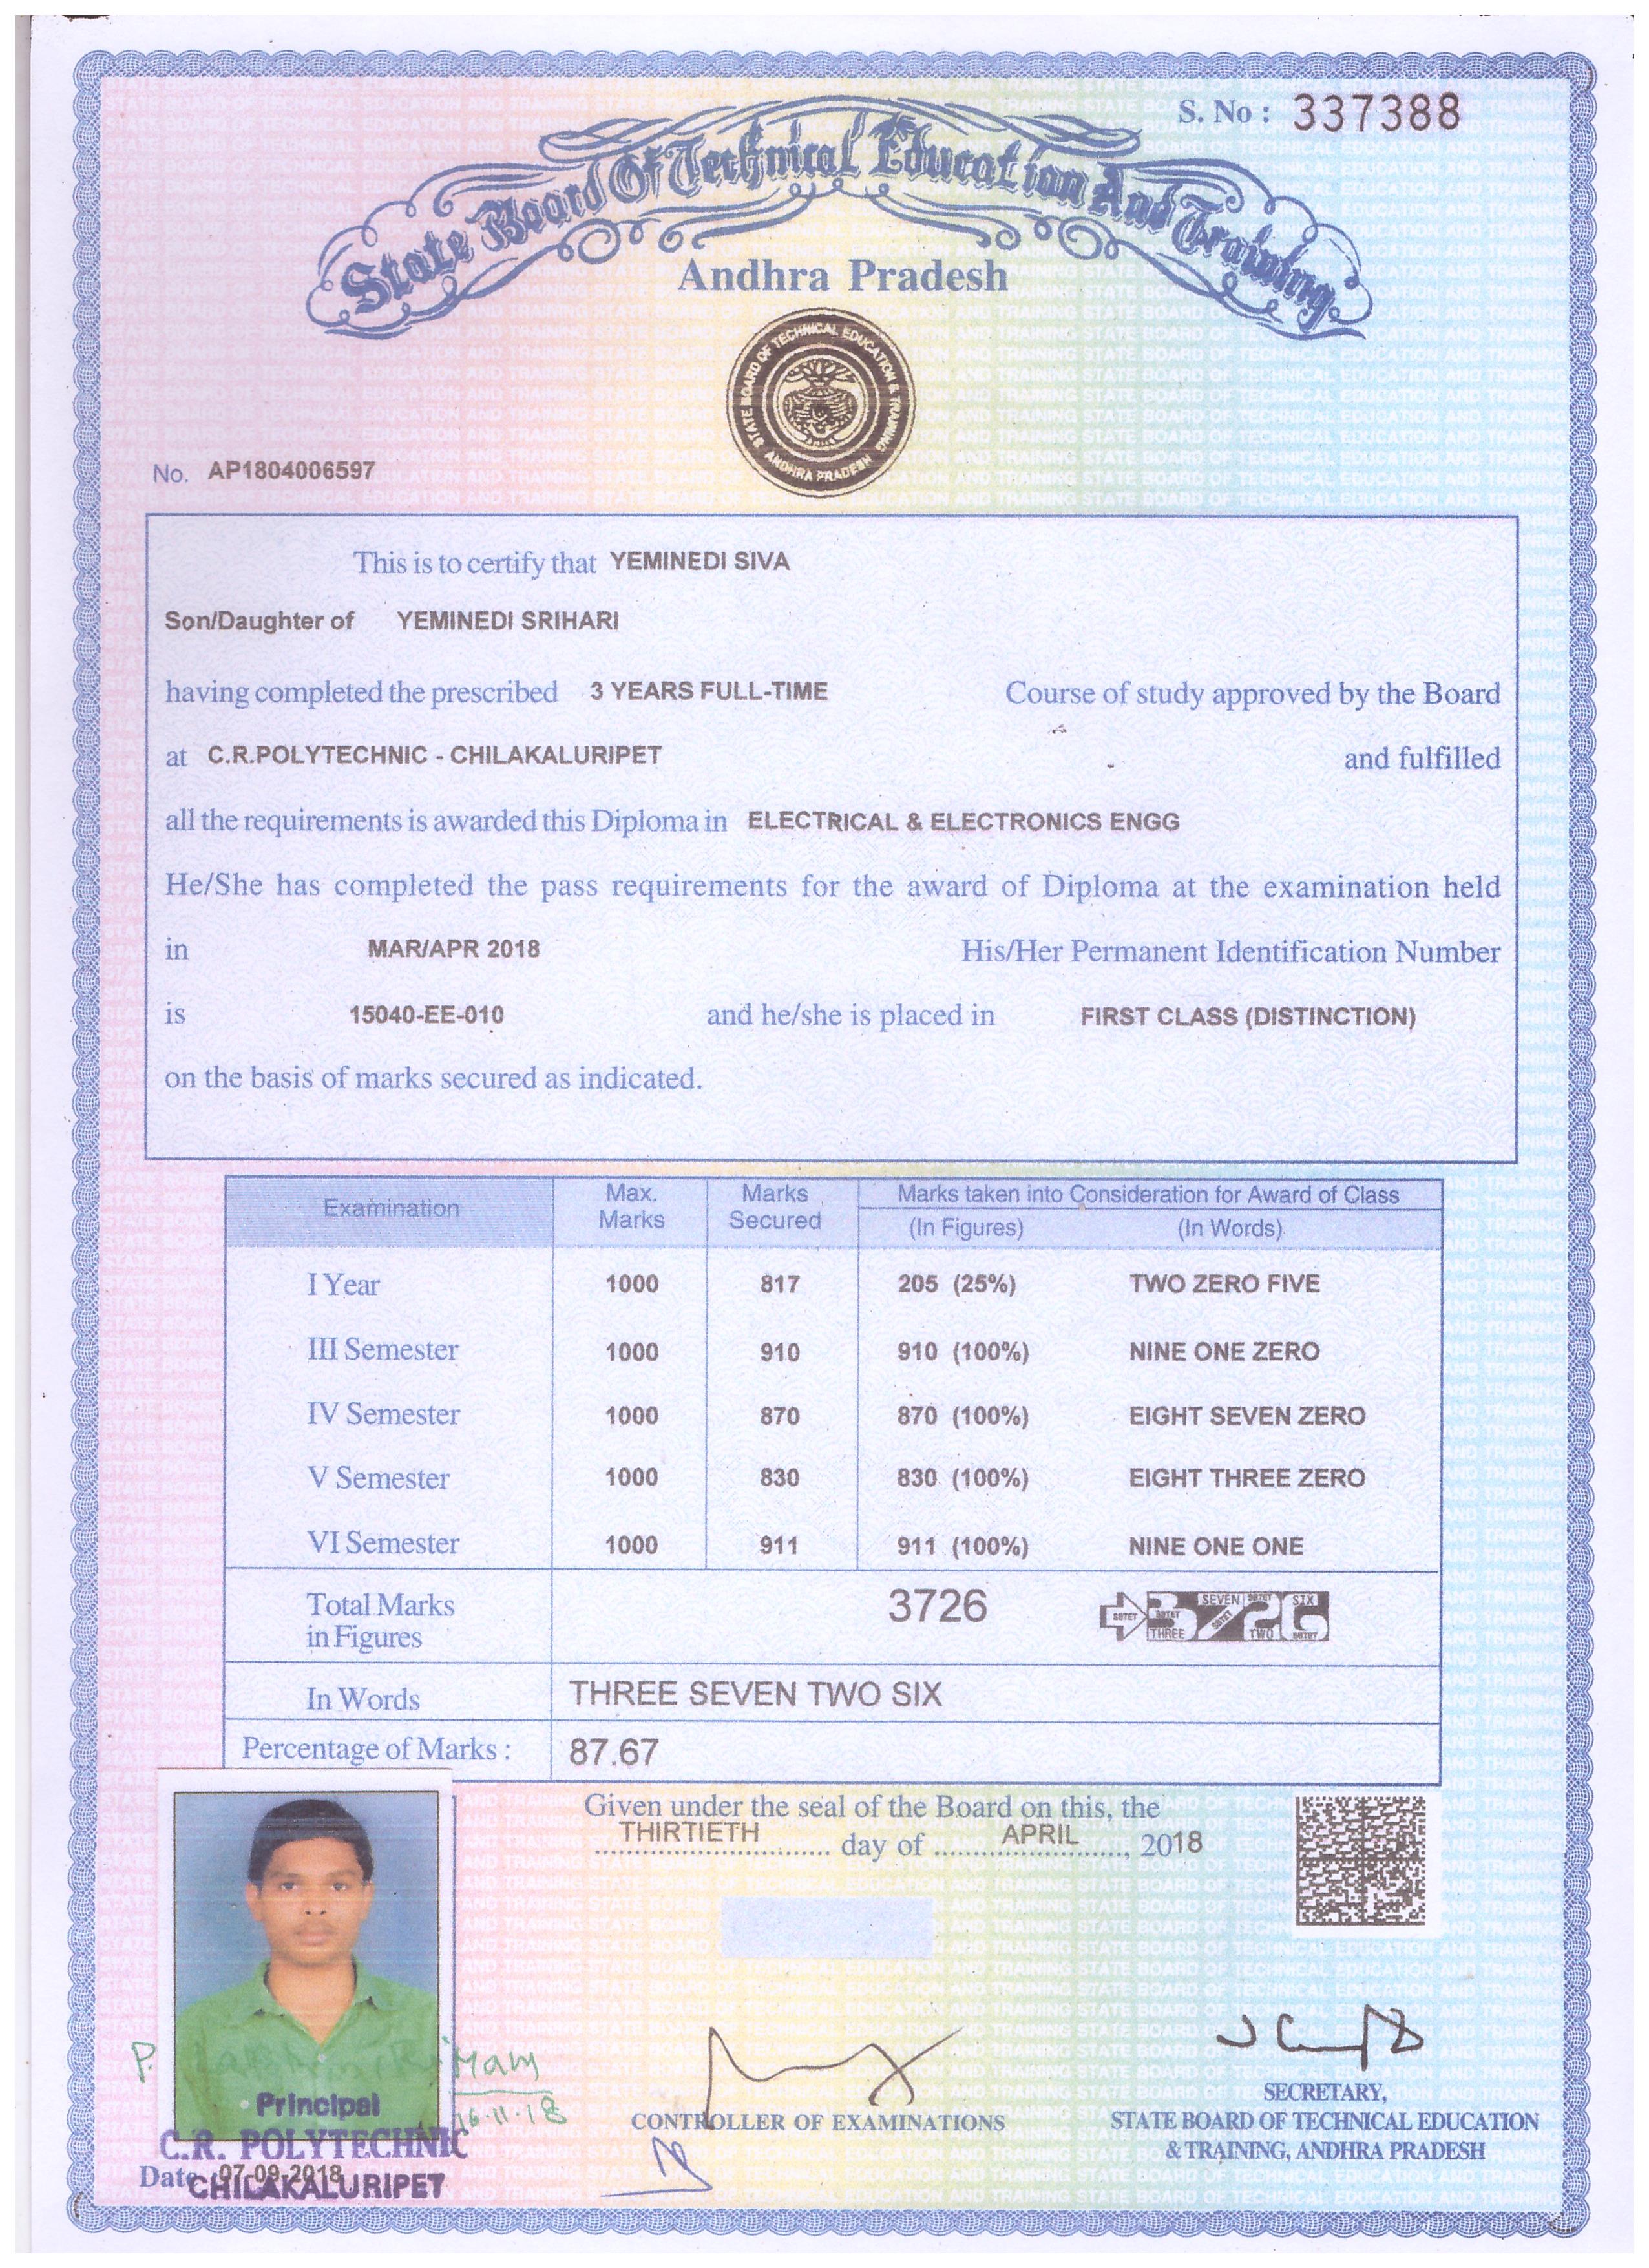 S. No : 337388
State Board Of Technical Education And Training
Andhra Pradesh
STATE BOARD OF TECHNICAL EDUCATION & TRAINING
ANDHRA PRADESH
No. AP1804006597
This is to certify that YEMINEDI SIVA
Son/Daughter of YEMINEDI SRIHARI
having completed the prescribed 3 YEARS FULL-TIME Course of study approved by the Board
at C.R.POLYTECHNIC - CHILAKALURIPET and fulfilled
all the requirements is awarded this Diploma in ELECTRICAL & ELECTRONICS ENGG
He/She has completed the pass requirements for the award of Diploma at the examination held
in MAR/APR 2018 His/Her Permanent Identification Number
is 15040-EE-010 and he/she is placed in FIRST CLASS (DISTINCTION)
on the basis of marks secured as indicated.
Examination Max. Marks Marks Secured Marks taken into Consideration for Award of Class
(In Figures) (In Words)
I Year 1000 817 205 (25%) TWO ZERO FIVE
III Semester 1000 910 910 (100%) NINE ONE ZERO
IV Semester 1000 870 870 (100%) EIGHT SEVEN ZERO
V Semester 1000 830 830 (100%) EIGHT THREE ZERO
VI Semester 1000 911 911 (100%) NINE ONE ONE
Total Marks in Figures 3726 SBTET 3 THREE 7 SEVEN 2 TWO 6 SIX
In Words THREE SEVEN TWO SIX
Percentage of Marks : 87.67
Given under the seal of the Board on this, the
THIRTIETH day of APRIL, 2018
16.11.18
Principal
C.R. POLYTECHNIC
CHILAKALURIPET
Date 07-09-2018
CONTROLLER OF EXAMINATIONS
SECRETARY,
STATE BOARD OF TECHNICAL EDUCATION
& TRAINING, ANDHRA PRADESH